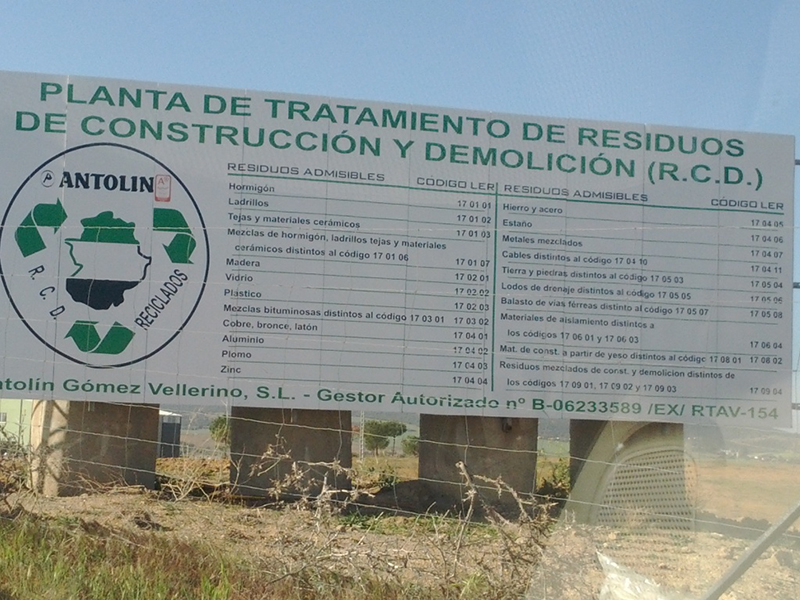 PLANTA DE TRATAMIENTO DE RESIDUOS
DE CONSTRUCCIÓN Y DEMOLICIÓN (R.C.D.)
ANTOLIN
R. C. D.
RECICLADOS
RESIDUOS ADMISIBLES CÓDIGO LER
Hormigón 17 01 01
Ladrillos 17 01 02
Tejas y materiales cerámicos 17 01 03
Mezclas de hormigón, ladrillos tejas y materiales
cerámicos distintos al código 17 01 06 17 01 07
Madera 17 02 01
Vidrio 17 02 02
Plastico 17 02 03
Mezclas bituminosas distintos al código 17 03 01 17 03 02
Cobre, bronce, latón 17 04 01
Aluminio 17 04 02
Plomo 17 04 03
Zinc 17 04 04
RESIDUOS ADMISIBLES CÓDIGO LER
Hierro y acero 17 04 05
Estaño 17 04 06
Metales mezclados 17 04 07
Cables distintos al código 17 04 10 17 04 11
Tierra y piedras distintos al código 17 05 03 17 05 04
Lodos de drenaje distintos al código 17 05 05 17 05 06
Balasto de vías férreas distinto al código 17 05 07 17 05 08
Materiales de aislamiento distintos a
los códigos 17 06 01 y 17 06 03 17 06 04
Mat. de const. a partir de yeso distintos al código 17 08 01 17 08 02
Residuos mezclados de const. y demolicion distintos de
los códigos 17 09 01, 17 09 02 y 17 09 03 17 09 04
ntolín Gómez Vellerino, S.L. - Gestor Autorizado nº B-06233589 /EX/ RTAV-154